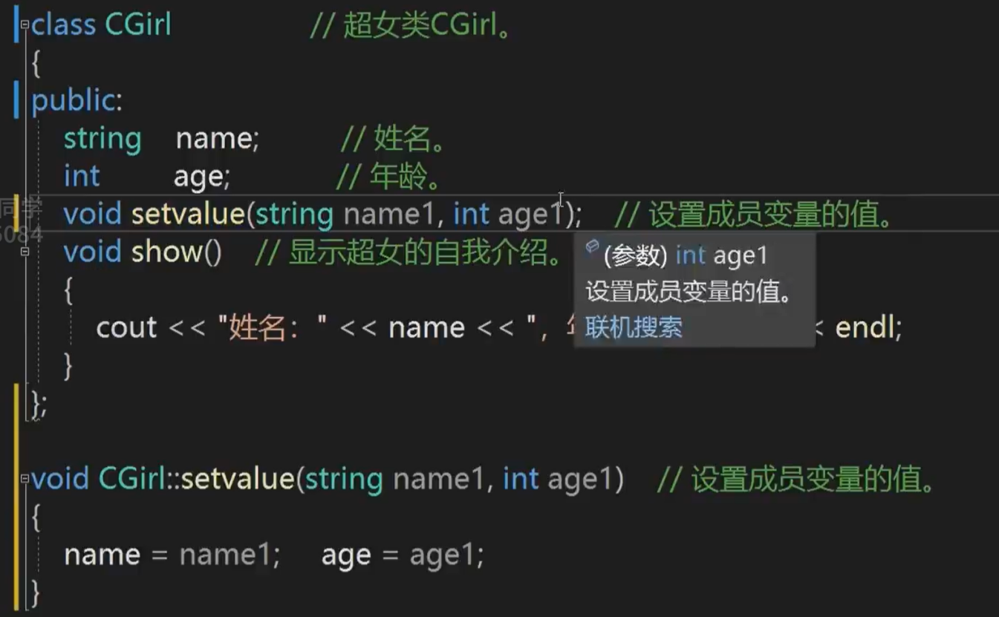 class CGirl // 超女类CGirl。
{
public:
string name; // 姓名。
int age; // 年龄。
同学
void setvalue(string name1, int age1); // 设置成员变量的值。
5084
void show() // 显示超女的自我介绍。
(参数) int age1
{
设置成员变量的值。
cout << "姓名：" << name << ", < endl;
联机搜索
}
};
void CGirl::setvalue(string name1, int age1) // 设置成员变量的值。
{
name = name1; age = age1;
}